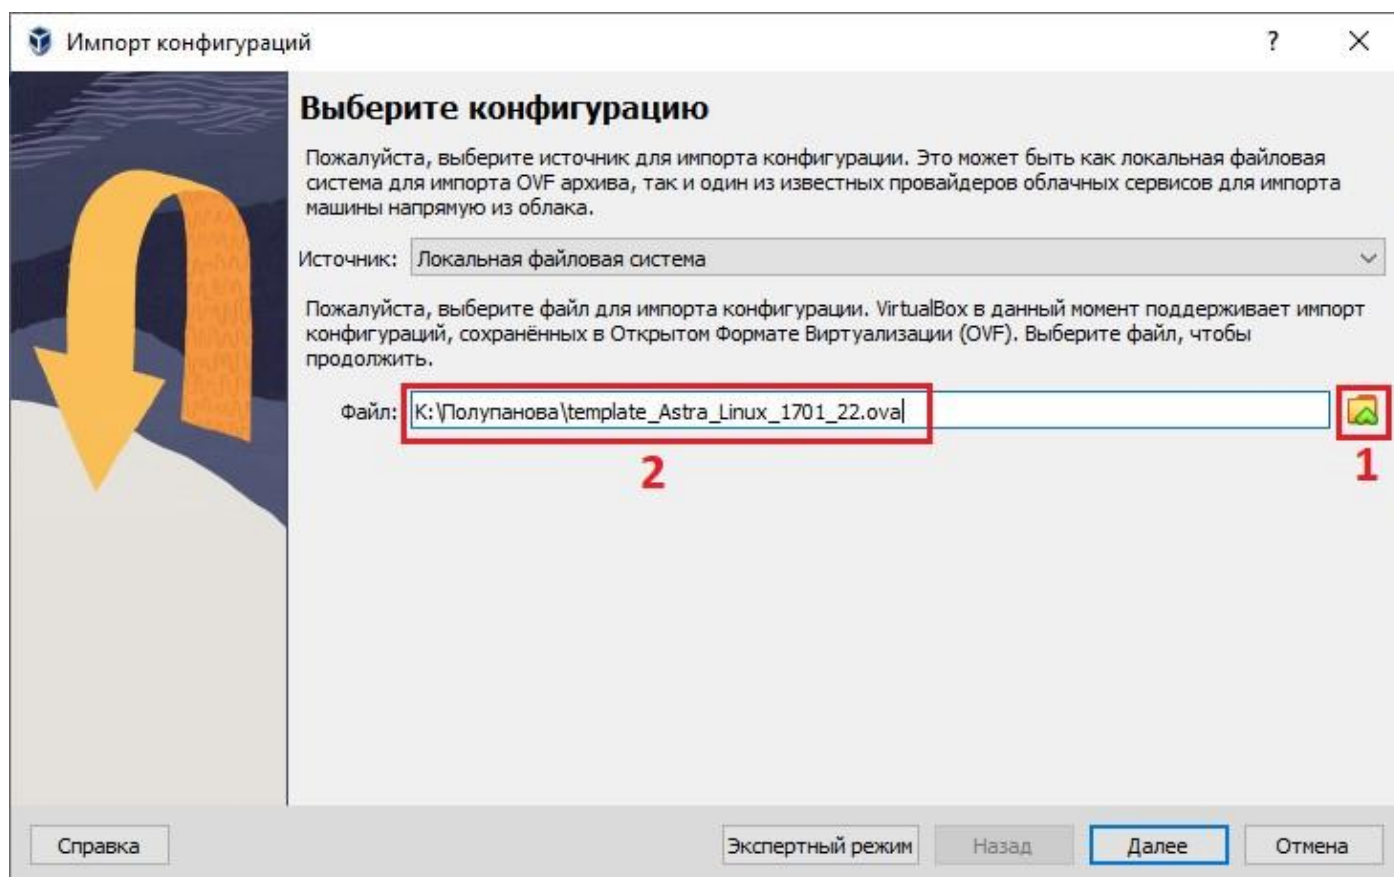 Импорт конфигураций
?
Выберите конфигурацию
Пожалуйста, выберите источник для импорта конфигурации. Это может быть как локальная файловая
система для импорта OVF архива, так и один из известных провайдеров облачных сервисов для импорта
машины напрямую из облака.
Источник: Локальная файловая система
Пожалуйста, выберите файл для импорта конфигурации. VirtualBox в данный момент поддерживает импорт
конфигураций, сохранённых в Открытом Формате Виртуализации (OVF). Выберите файл, чтобы
продолжить.
Файл: K:\Полупанова\template_Astra_Linux_1701_22.ova
2 1
Справка Экспертный режим Назад Далее Отмена